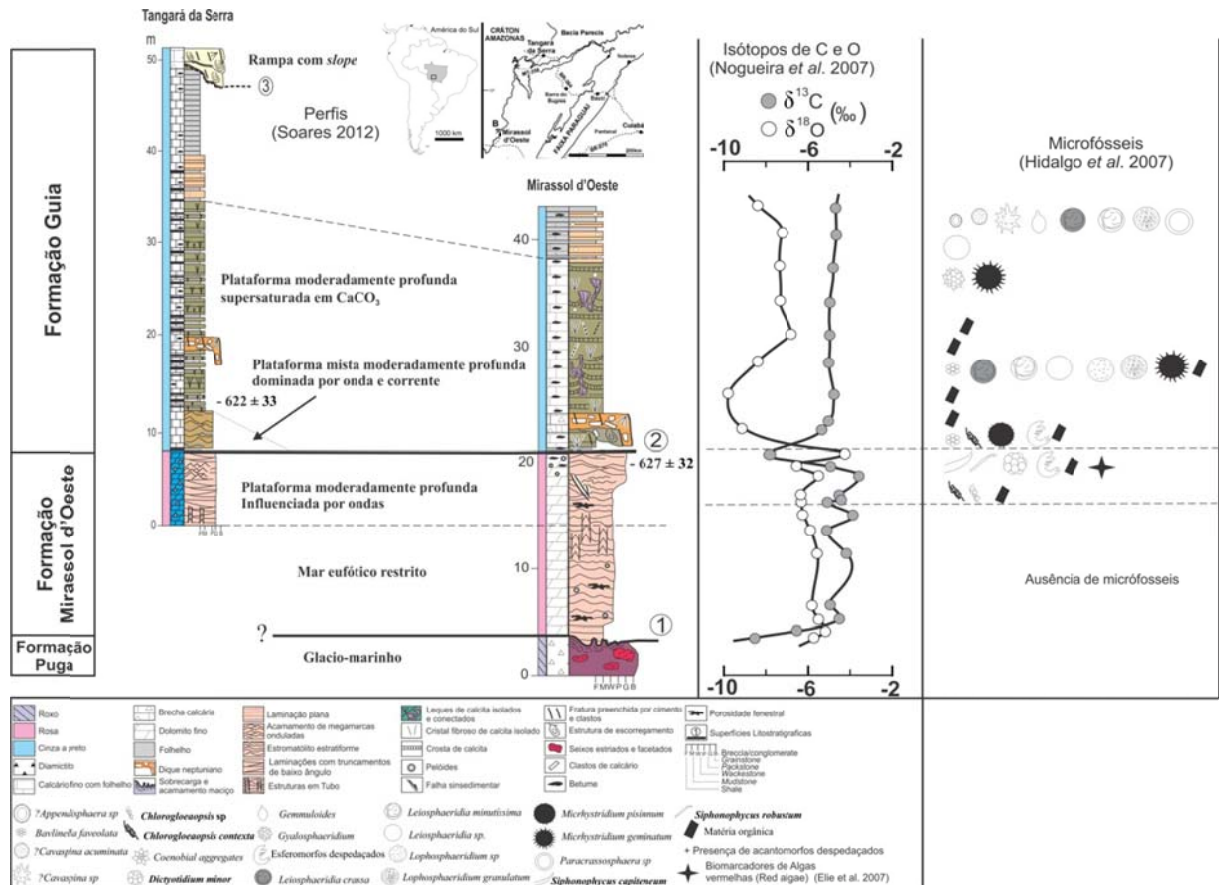 Tangará da Serra
m
50
40
30
20
10
0
Rampa com slope
③
Perfis
(Soares 2012)
América do Sul
1000 km
CRÁTON
AMAZONAS
Bacia Parecis
Tangará
da Serra
A
Barra do
Bugres
B
Mirassol
d'Oeste
FAIXA PARAGUAI
Pantanal
Cuiabá
Mirassol d'Oeste
40
30
20
10
0
Formação Guia
Formação
Mirassol d'Oeste
Formação
Puga
Plataforma moderadamente profunda
supersaturada em CaCO3
Plataforma mista moderadamente profunda
dominada por onda e corrente
- 622 ± 33
②
- 627 ± 32
Plataforma moderadamente profunda
Influenciada por ondas
Mar eufótico restrito
?
①
Glacio-marinho
F M W P G B
Isótopos de C e O
(Nogueira et al. 2007)
δ13C
δ18O
(‰)
-10 -6 -2
-10 -6 -2
Microfósseis
(Hidalgo et al. 2007)
Ausência de micrófosseis
Roxo
Rosa
Cinza a preto
Diamictito
Calcáriofino com folhelho
Brecha calcária
Dolomito fino
Folhelho
Dique neptuniano
Sobrecarga e
acamamento maciço
Laminação plana
Acamamento de megamarcas
onduladas
Estromatólito estratiforme
Laminações com truncamentos
de baixo ângulo
Estruturas em Tubo
Leques de calcita isolados
e conectados
Cristal fibroso de calcita isolado
Crosta de calcita
Pelóides
Falha sinsedimentar
Fratura preenchida por cimento
e clastos
Estrutura de escorregamento
Seixos estriados e facetados
Clastos de calcário
Betume
Porosidade fenestral
Superfícies Litostratigraficas
Breccia/conglomerate
Grainstone
Packstone
Wackestone
Mudstone
Shale
?Appendisphaera sp
Bavlinella faveolata
?Cavaspina acuminata
?Cavaspina sp
Chlorogloeaopsis sp
Chlorogloeaopsis contexta
Coenobial aggregates
Dictyotidium minor
Gemmuloides
Gyalosphaeridium
Esferomorfos despedaçados
Leiosphaeridia crassa
Leiosphaeridia minutissima
Leiosphaeridia sp.
Lophosphaeridium sp
Lophosphaeridium granulatum
Micrhystridium pisinnum
Micrhystridium geminatum
Paracrassosphaera sp
Siphonophycus capiteneum
Siphonophycus robustum
Matéria orgânica
+ Presença de acantomorfos despedaçados
Biomarcadores de Algas
vermelhas (Red algae) (Elie et al. 2007)